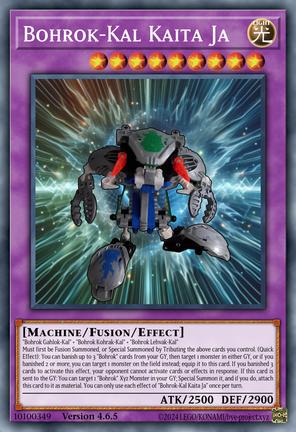 Bohrok-Kal Kaita Ja
LIGHT
光
[Machine/Fusion/Effect]
"Bohrok Gahlok-Kal" + "Bohrok Kohrak-Kal" + "Bohrok Lehvak-Kal"
Must first be Fusion Summoned, or Special Summoned by Tributing the above cards you control. (Quick
Effect): You can banish up to 3 "Bohrok" cards from your GY, then target 1 monster in either GY, or if you
banished 2 or more, you can target 1 monster on the field instead; equip it to this card. If you banished 3
cards to activate this effect, your opponent cannot activate cards or effects in response. If this card is
sent to the GY: You can target 1 "Bohrok" Xyz Monster in your GY; Special Summon it, and if you do, attach
this card to it as material. You can only use each effect of "Bohrok-Kal Kaita Ja" once per turn.
ATK/2500 DEF/2900
10100349 Version 4.6.5 ©2024 LEGO/KONAMI/bye-project.xyz